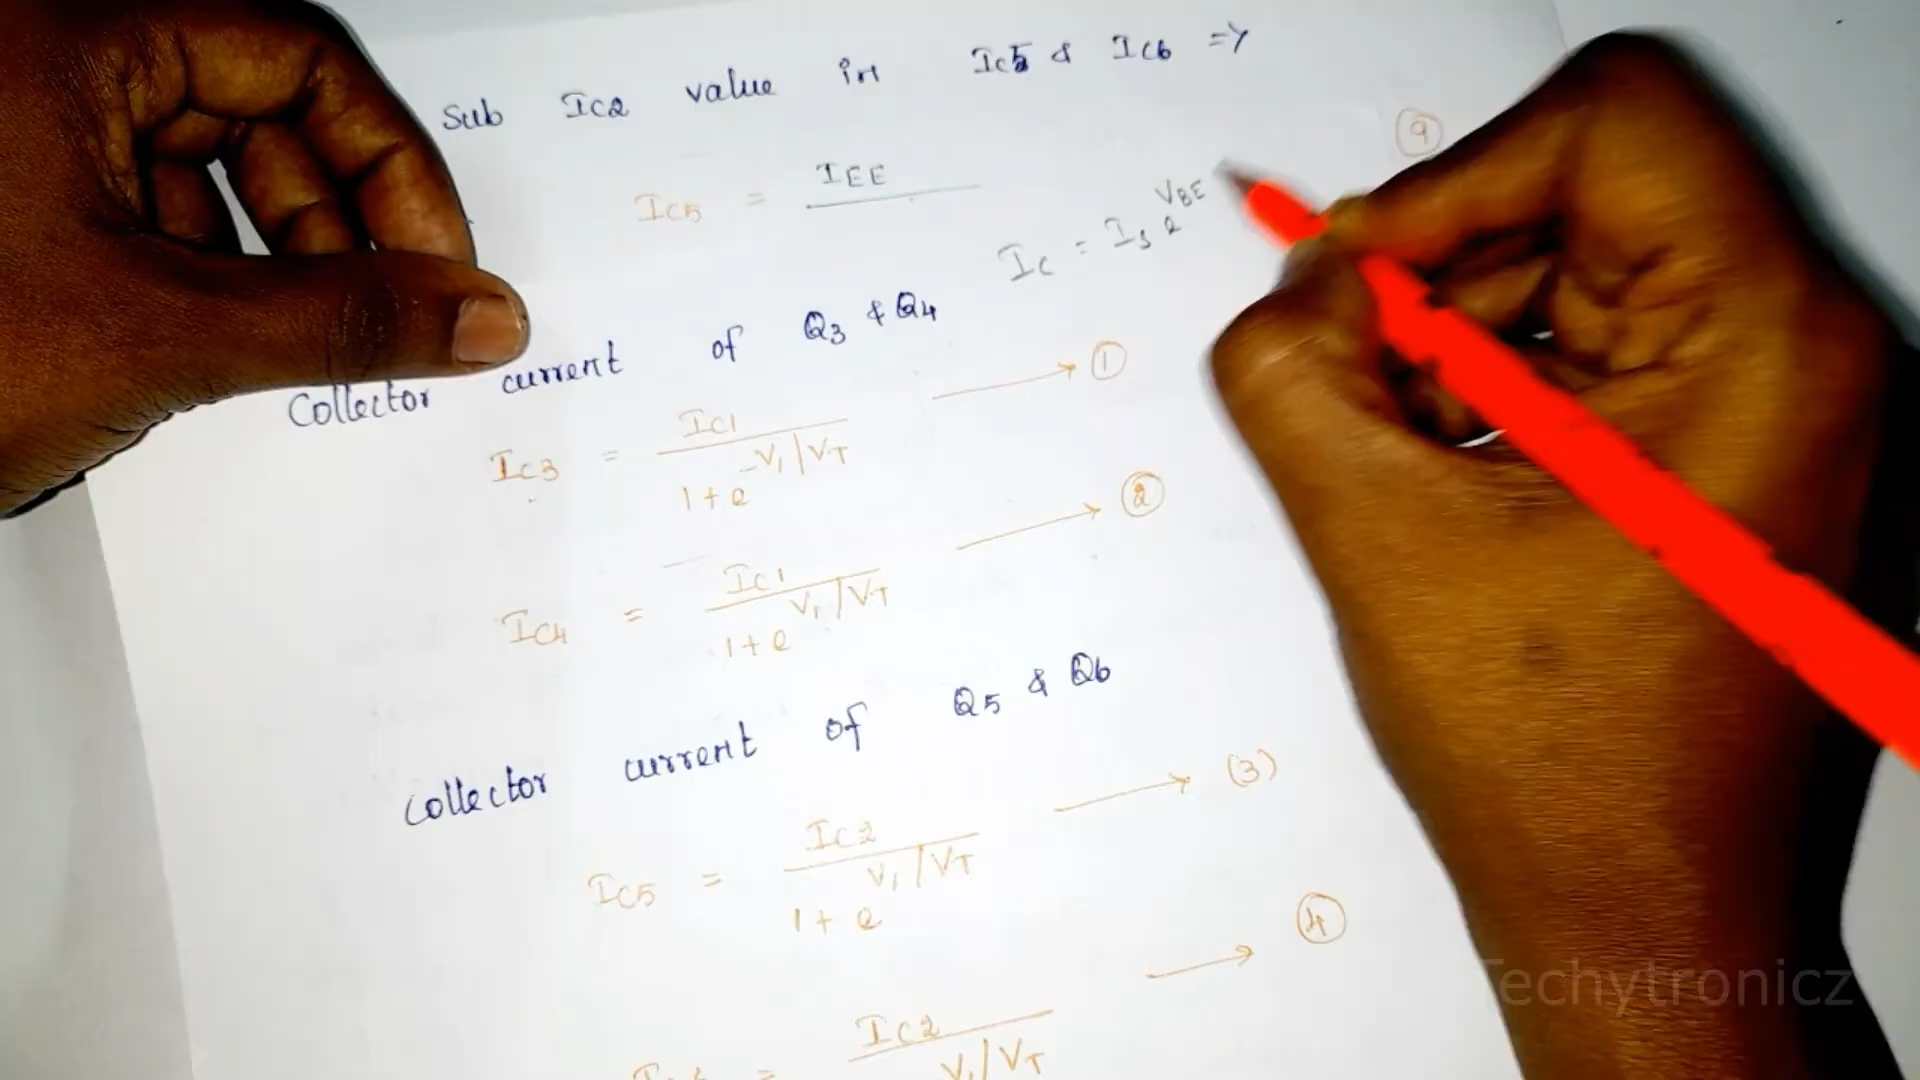 Sub Ic2 value in Ic5 & Ic6 =>
9
Ic5 = IEE
Ic = Is e^VBE
Collector current of Q3 & Q4
Ic3 = Ic1 / 1+e^-V1/VT → 1
Ic4 = Ic1 / 1+e^V1/VT → 2
Collector current of Q5 & Q6
Ic5 = Ic2 / 1+e^V1/VT → (3)
→ 4
= Ic2 / V1/VT
Techytronicz